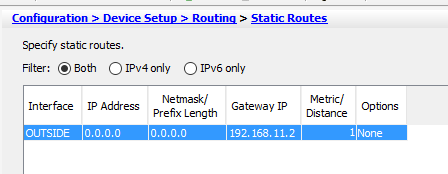 Configuration > Device Setup > Routing > Static Routes
Specify static routes.
Filter: Both IPv4 only IPv6 only
Interface IP Address Netmask/ Prefix Length Gateway IP Metric/ Distance Options
OUTSIDE 0.0.0.0 0.0.0.0 192.168.11.2 1 None